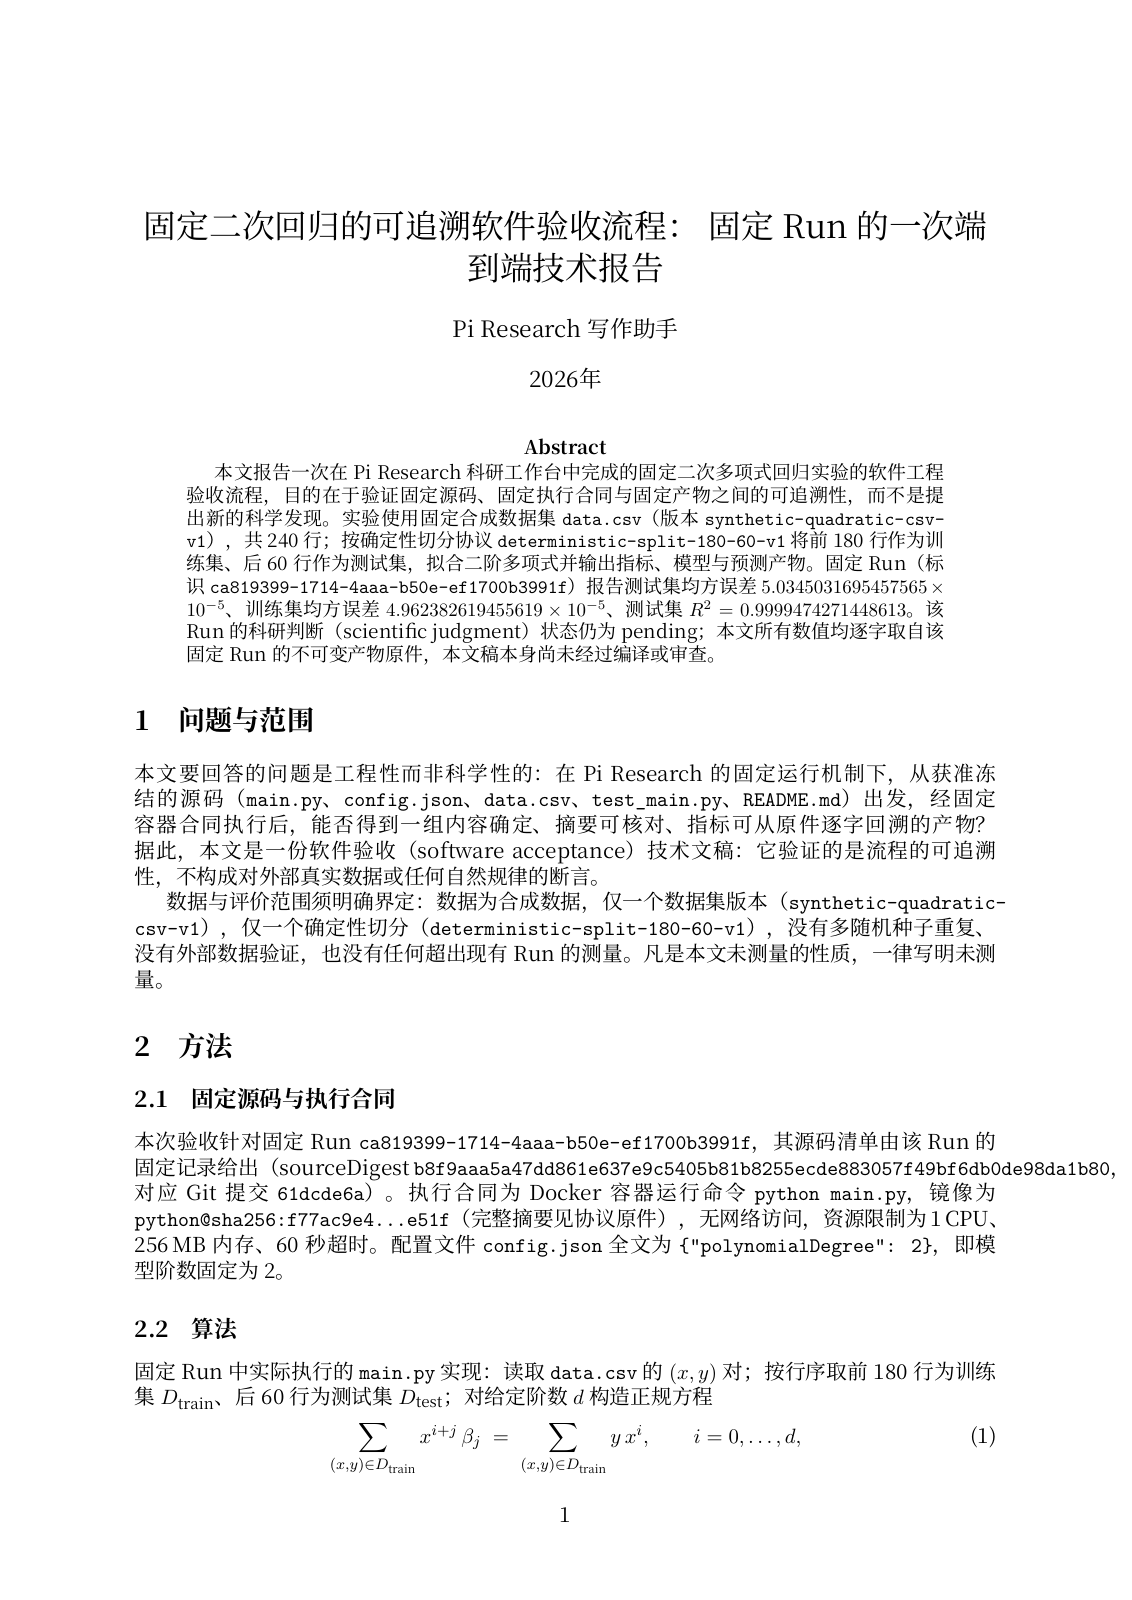 固定二次回归的可追溯软件验收流程： 固定 Run 的一次端
到端技术报告
Pi Research 写作助手
2026年
Abstract
本文报告一次在 Pi Research 科研工作台中完成的固定二次多项式回归实验的软件工程
验收流程，目的在于验证固定源码、固定执行合同与固定产物之间的可追溯性，而不是提
出新的科学发现。实验使用固定合成数据集 data.csv（版本 synthetic-quadratic-csv-
v1），共 240 行；按确定性切分协议 deterministic-split-180-60-v1 将前 180 行作为训
练集、后 60 行作为测试集，拟合二阶多项式并输出指标、模型与预测产物。固定 Run（标
识 ca819399-1714-4aaa-b50e-ef1700b3991f）报告测试集均方误差 5.0345031695457565 ×
10⁻⁵、训练集均方误差 4.962382619455619 × 10⁻⁵、测试集 R² = 0.9999474271448613。该
Run 的科研判断（scientific judgment）状态仍为 pending；本文所有数值均逐字取自该
固定 Run 的不可变产物原件，本文稿本身尚未经过编译或审查。
1 问题与范围
本文要回答的问题是工程性而非科学性的：在 Pi Research 的固定运行机制下，从获准冻
结的源码（main.py、config.json、data.csv、test_main.py、README.md）出发，经固定
容器合同执行后，能否得到一组内容确定、摘要可核对、指标可从原件逐字回溯的产物？
据此，本文是一份软件验收（software acceptance）技术文稿：它验证的是流程的可追溯
性，不构成对外部真实数据或任何自然规律的断言。
数据与评价范围须明确界定：数据为合成数据，仅一个数据集版本（synthetic-quadratic-
csv-v1），仅一个确定性切分（deterministic-split-180-60-v1），没有多随机种子重复、
没有外部数据验证，也没有任何超出现有 Run 的测量。凡是本文未测量的性质，一律写明未测
量。
2 方法
2.1 固定源码与执行合同
本次验收针对固定 Run ca819399-1714-4aaa-b50e-ef1700b3991f，其源码清单由该 Run 的
固定记录给出（sourceDigest b8f9aaa5a47dd861e637e9c5405b81b8255ecde883057f49bf6db0de98da1b80，
对应 Git 提交 61dcde6a）。执行合同为 Docker 容器运行命令 python main.py，镜像为
python@sha256:f77ac9e4...e51f（完整摘要见协议原件），无网络访问，资源限制为 1 CPU、
256 MB 内存、60 秒超时。配置文件 config.json 全文为 {"polynomialDegree": 2}，即模
型阶数固定为 2。
2.2 算法
固定 Run 中实际执行的 main.py 实现：读取 data.csv 的 (x, y) 对；按行序取前 180 行为训练
集 D_train、后 60 行为测试集 D_test；对给定阶数 d 构造正规方程
∑_{(x,y)∈D_train} x^{i+j} β_j = ∑_{(x,y)∈D_train} y x^i, i = 0, . . . , d, (1)
1